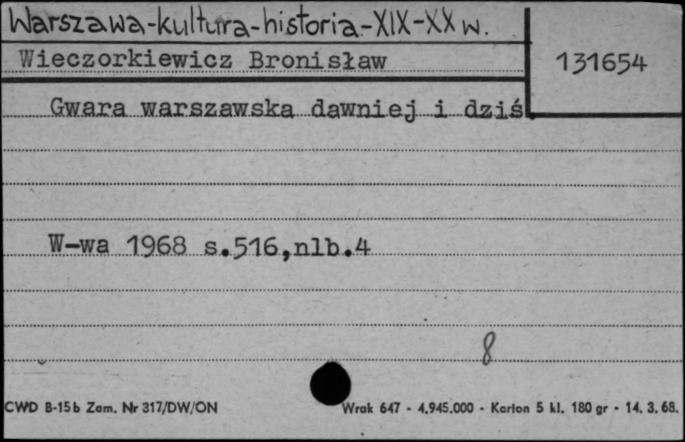 Warszawa-kultura-historia-XIX-XX w.
Wieczorkiewicz Bronisław
131654
Gwara warszawska dawniej i dziś
W-wa 1968 s.516,nlb.4
8
CWD B-15b Zam. Nr 317/DW/ON
Wrak 647 - 4.945.000 - Karton 5 kl. 180 gr - 14. 3. 68.